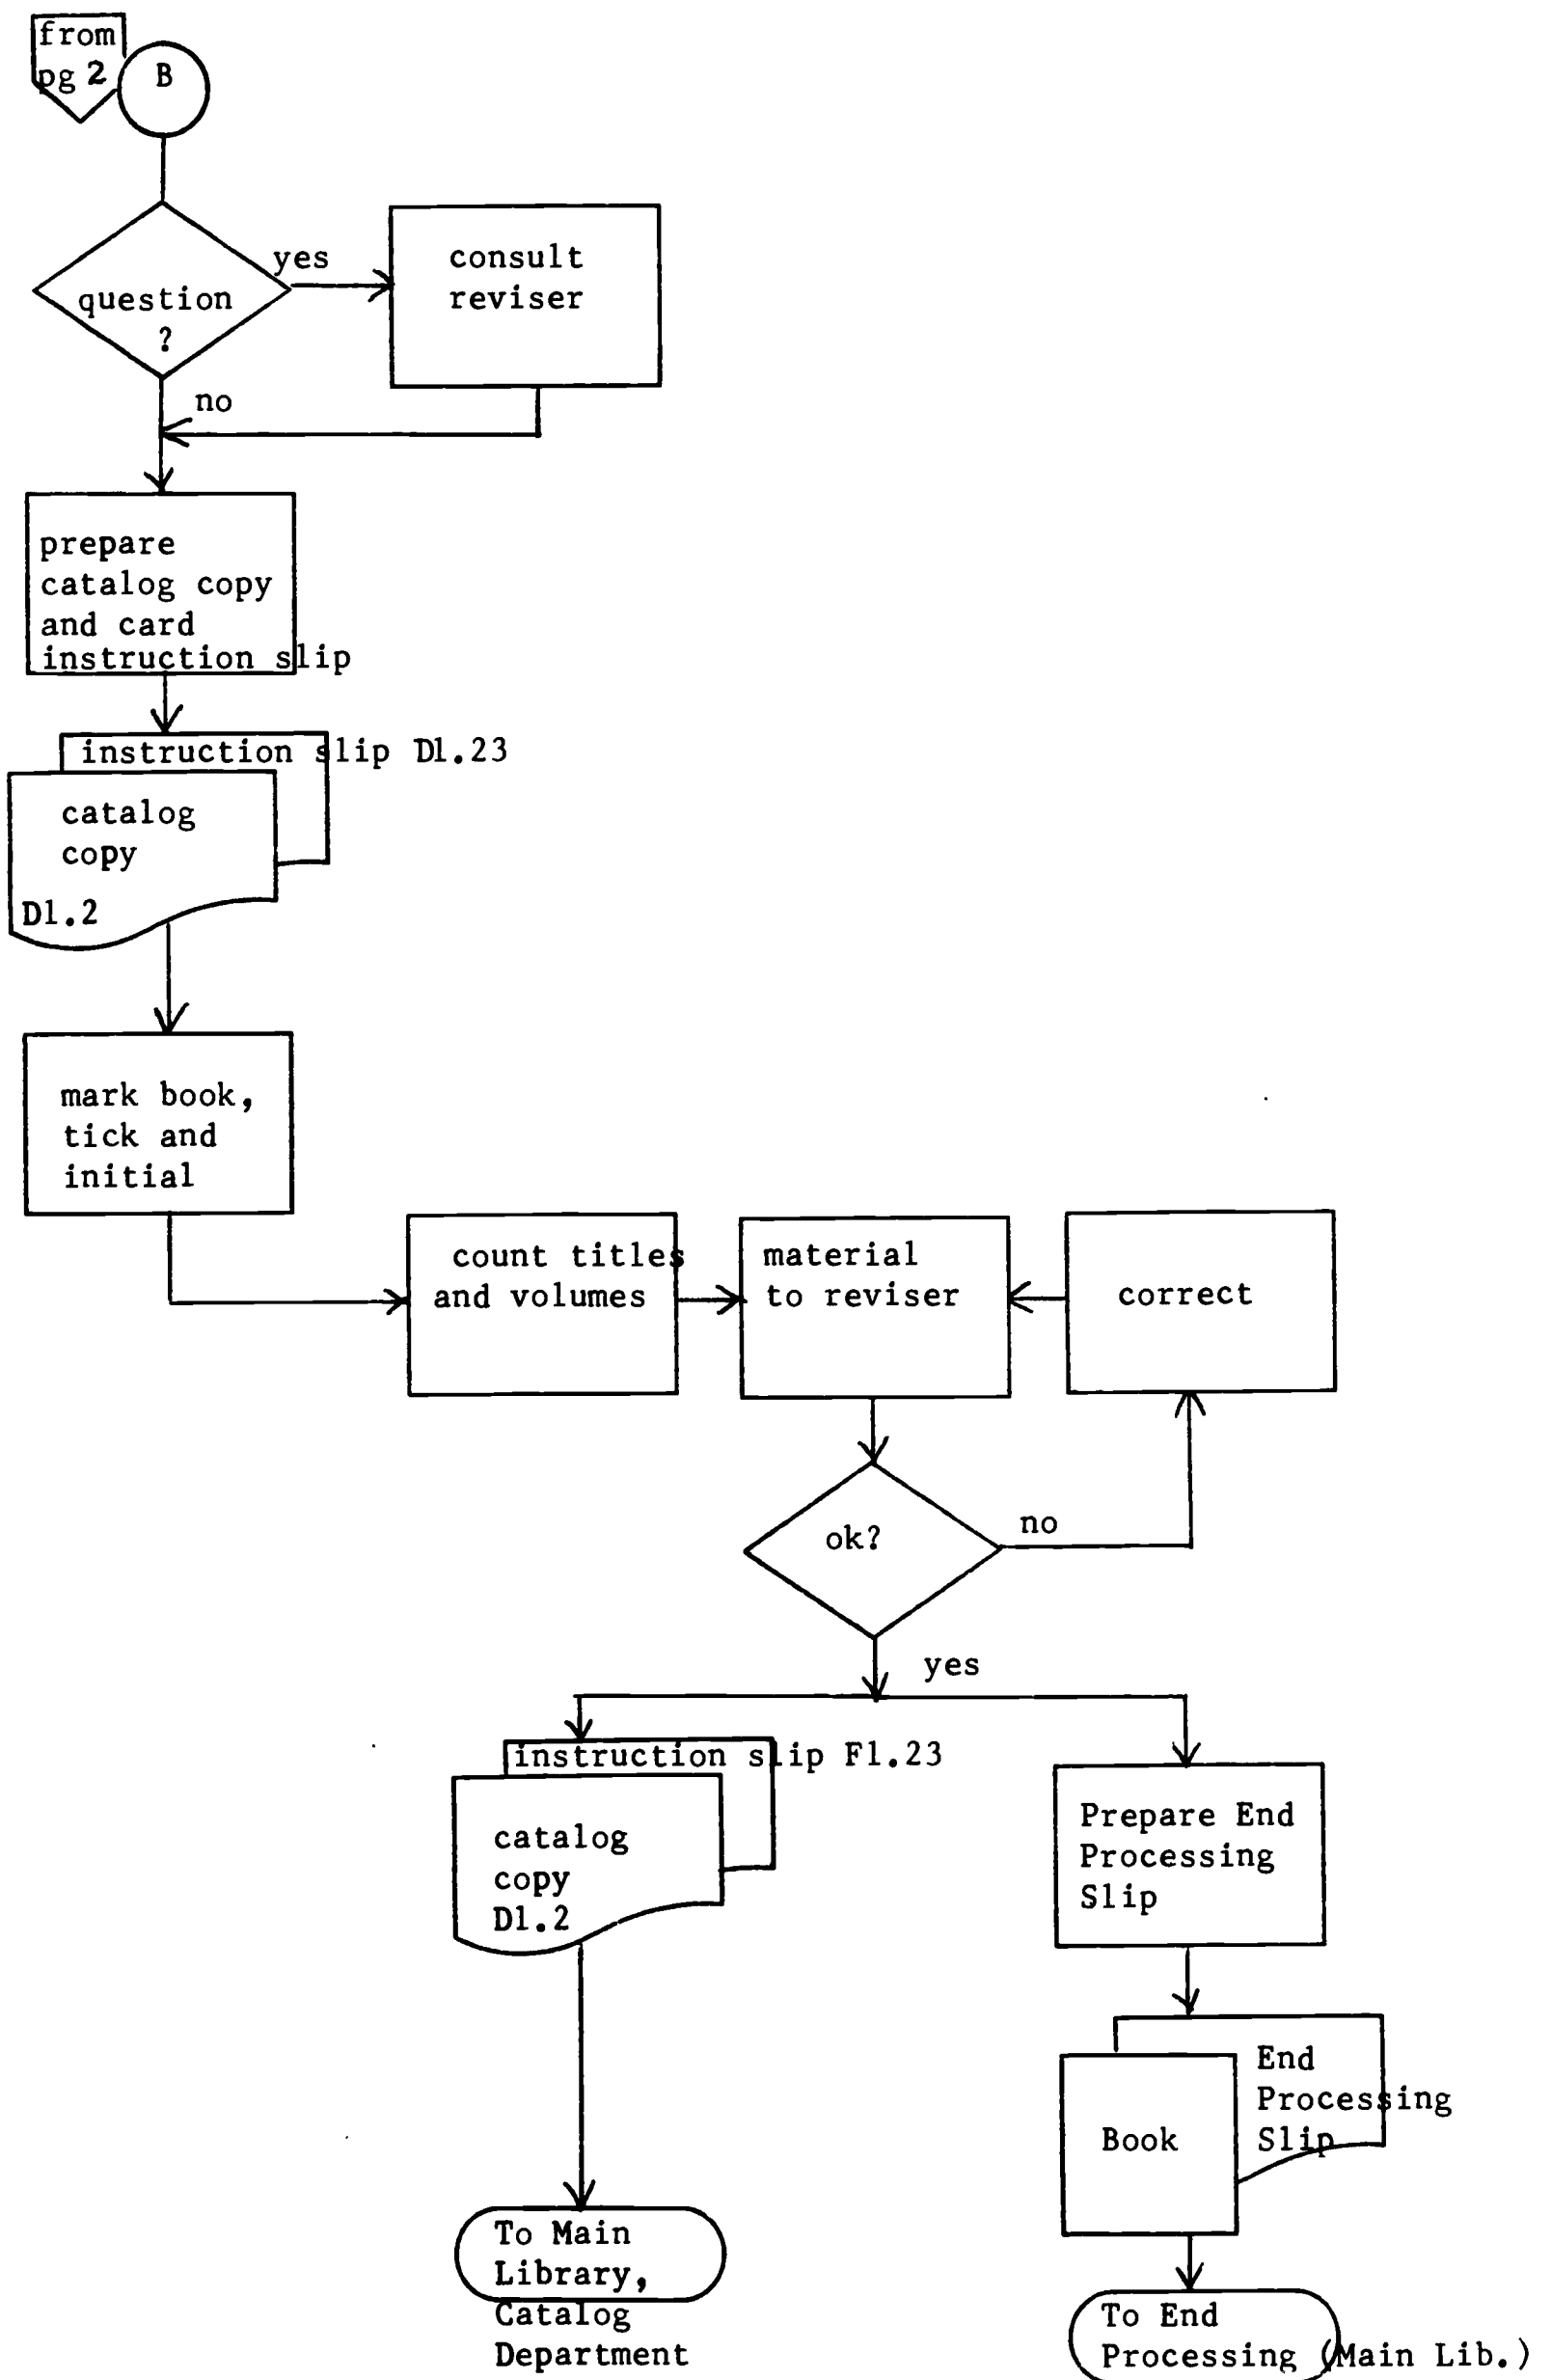 from
pg 2
B
yes
question
?
consult
reviser
no
prepare
catalog copy
and card
instruction slip
instruction slip D1.23
catalog
copy
D1.2
mark book,
tick and
initial
count titles
and volumes
material
to reviser
correct
ok?
no
yes
instruction slip F1.23
catalog
copy
D1.2
Prepare End
Processing
Slip
End
Processing
Slip
Book
To Main
Library,
Catalog
Department
To End
Processing (Main Lib.)